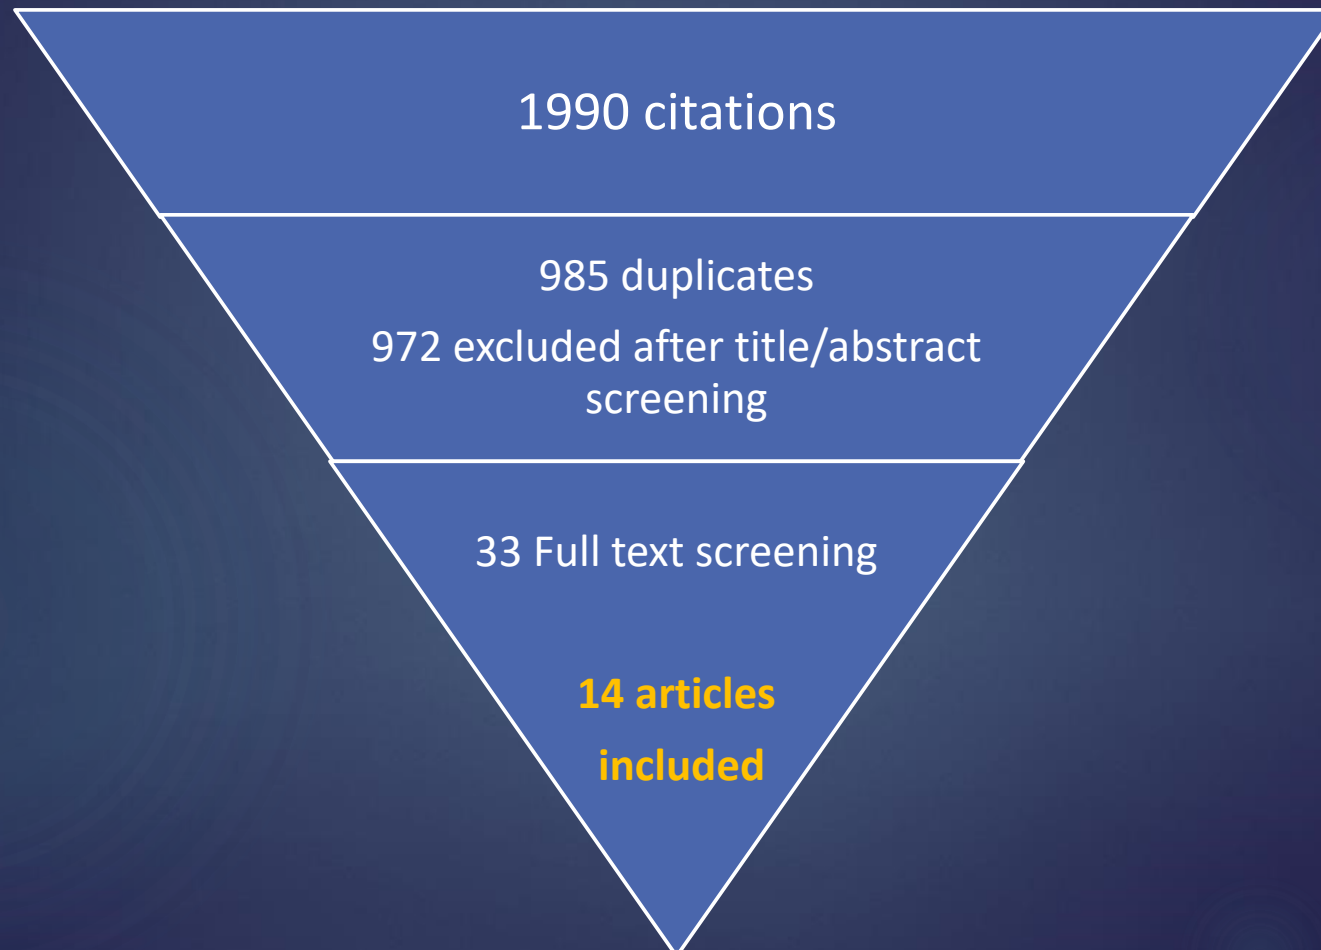 1990 citations
985 duplicates
972 excluded after title/abstract
screening
33 Full text screening
14 articles
included